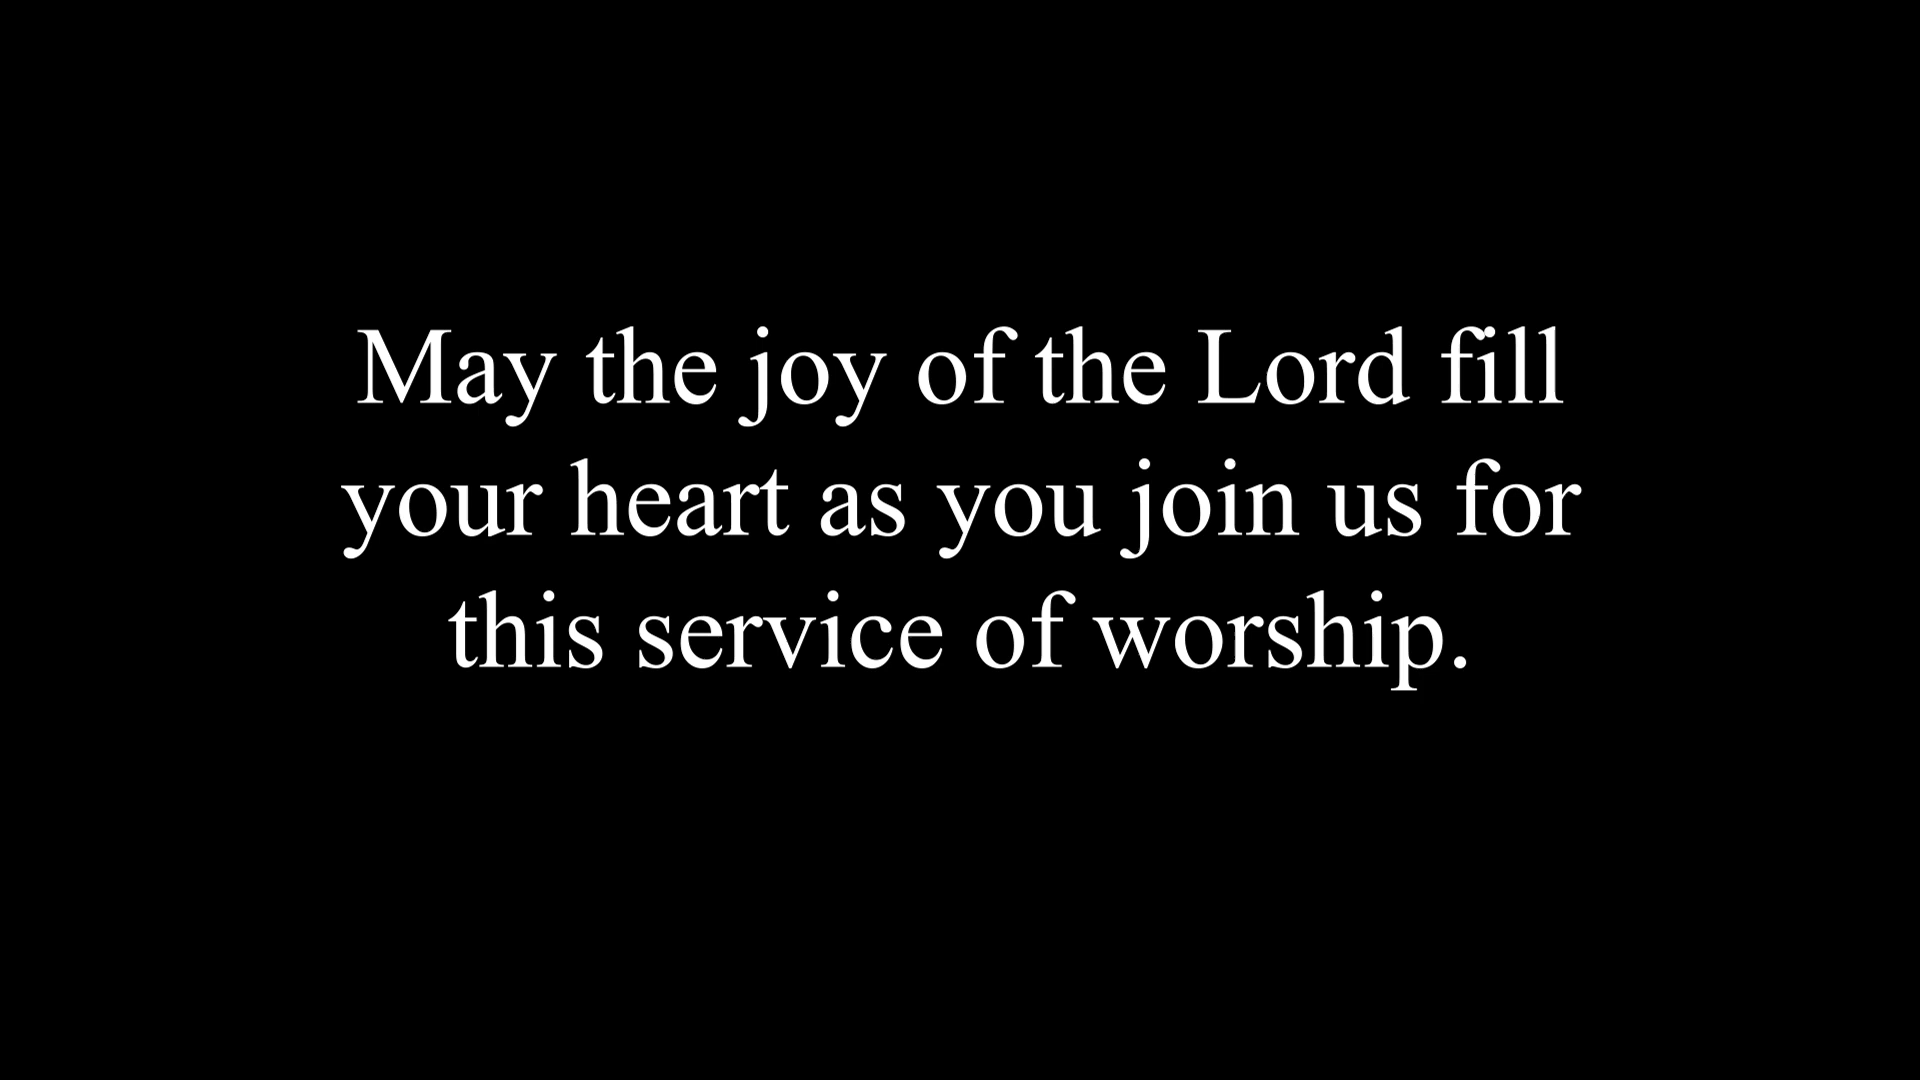 May the joy of the Lord fill
your heart as you join us for
this service of worship.